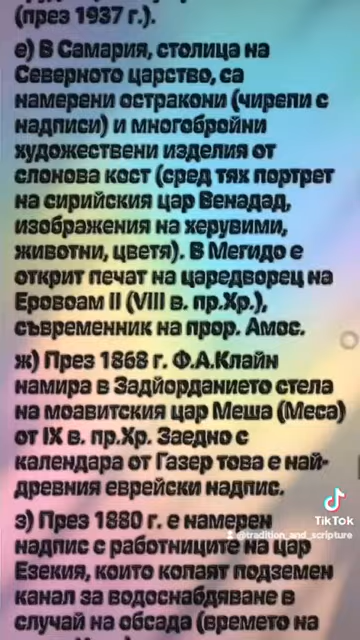 (през 1937 г.).
е) В Самария, столица на
Северното царство, са
намерени остракони (чирепи с
надписи) и многобройни
художествени изделия от
слонова кост (сред тях портрет
на сирийския цар Венадад,
изображения на херувими,
животни, цветя). В Мегидо е
открит печат на царедворец на
Еровоам II (VIII в. пр.Хр.),
съвременник на прор. Амос.
ж) През 1868 г. Ф.А.Клайн
намира в Задйорданието стела
на моавитския цар Меша (Меса)
от IX в. пр.Хр. Заедно с
календара от Газер това е най-
древния еврейски надпис.
з) През 1880 г. е намерен
надпис с работниците на цар
Езекия, които копаят подземен
канал за водоснабдяване в
случай на обсада (времето на
TikTok
@tradition_and_scripture